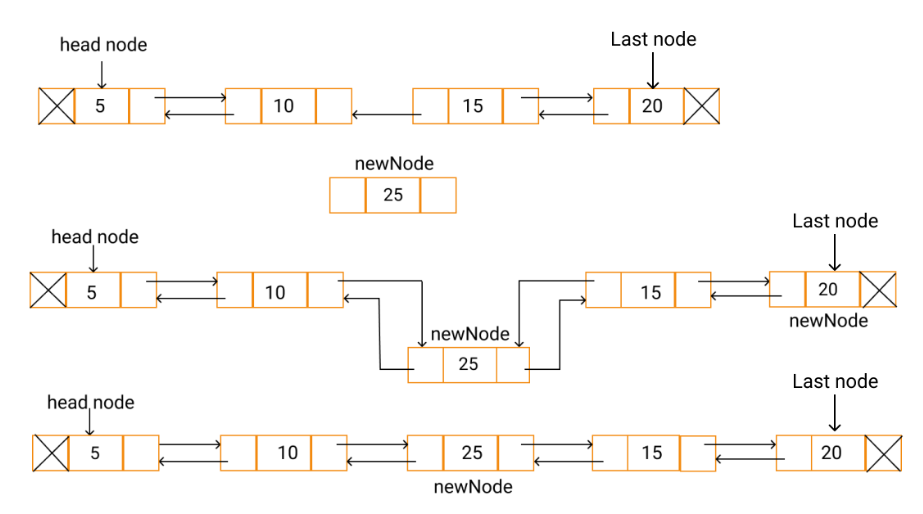 head node
Last node
5 10 15 20
newNode
25
head node
Last node
5 10 15 20
newNode
newNode
25
head node
Last node
5 10 25 15 20
newNode